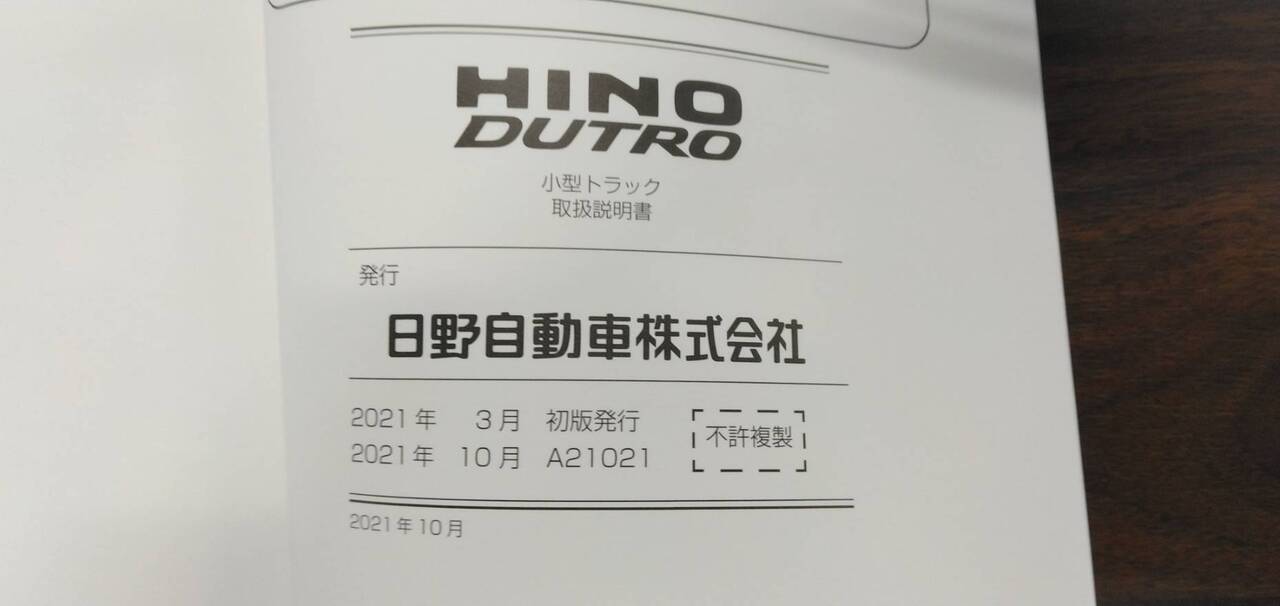 HINO
DUTRO
小型トラック
取扱説明書
発行
日野自動車株式会社
2021年 3月 初版発行
2021年 10月 A21021
不許複製
2021年10月